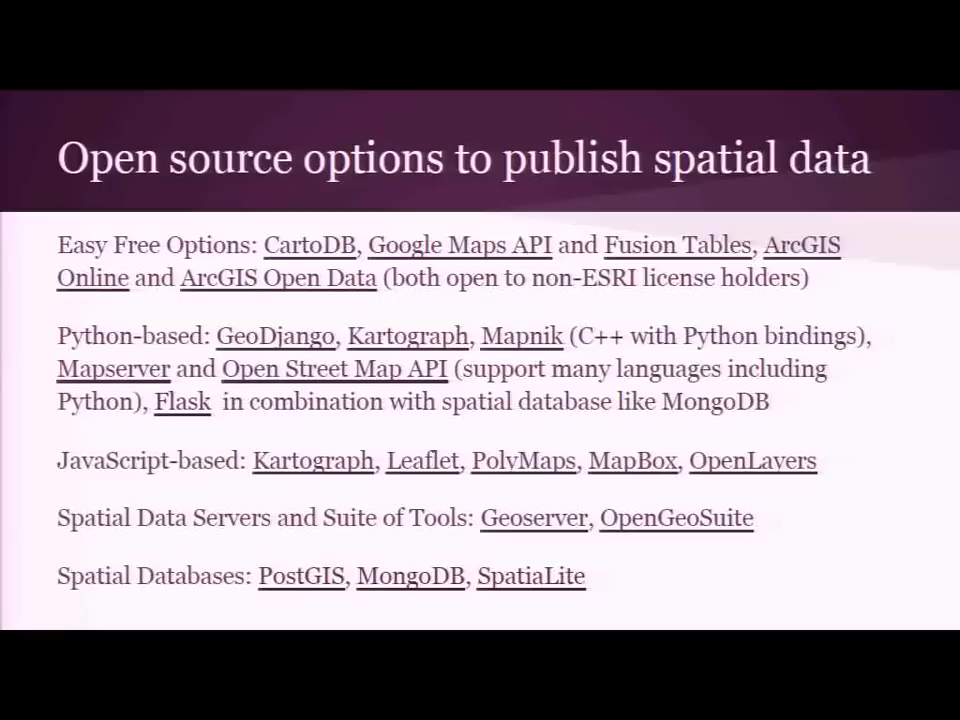 Open source options to publish spatial data
Easy Free Options: CartoDB, Google Maps API and Fusion Tables, ArcGIS
Online and ArcGIS Open Data (both open to non-ESRI license holders)
Python-based: GeoDjango, Kartograph, Mapnik (C++ with Python bindings),
Mapserver and Open Street Map API (support many languages including
Python), Flask in combination with spatial database like MongoDB
JavaScript-based: Kartograph, Leaflet, PolyMaps, MapBox, OpenLayers
Spatial Data Servers and Suite of Tools: Geoserver, OpenGeoSuite
Spatial Databases: PostGIS, MongoDB, SpatiaLite